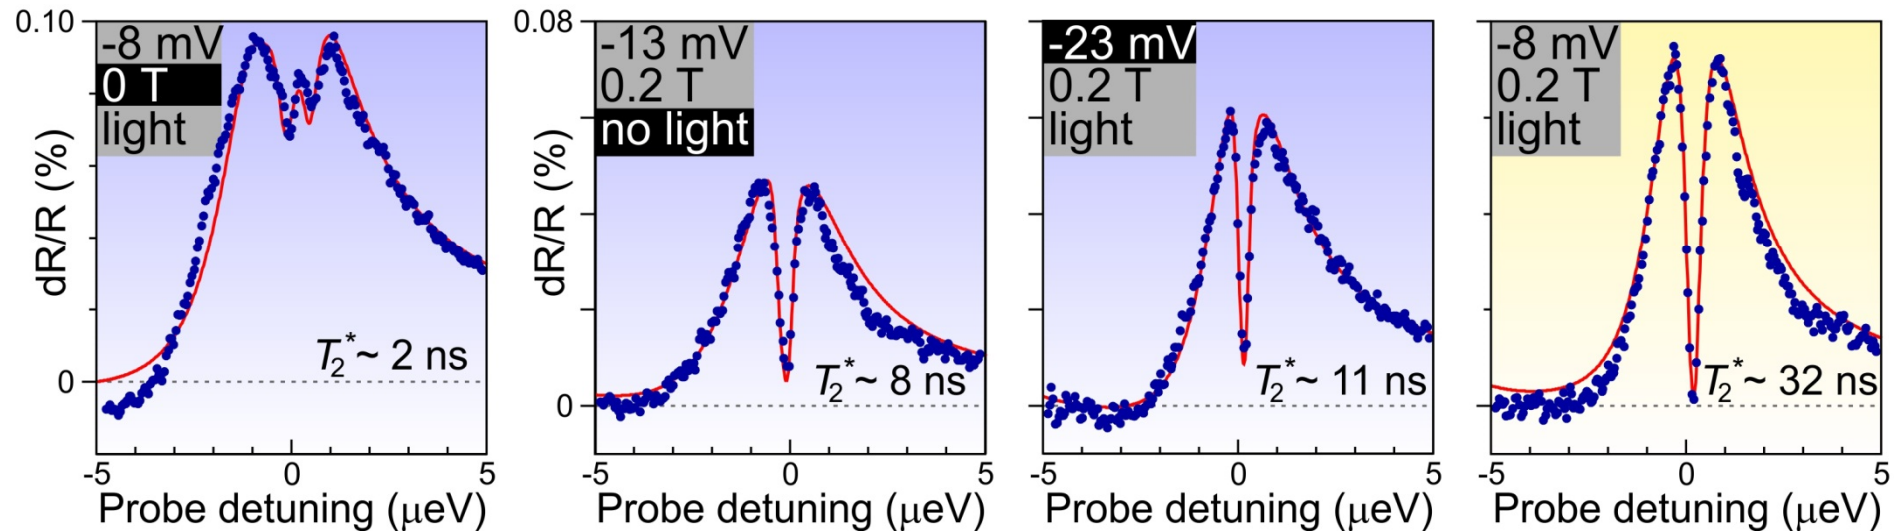 0.10
-8 mV
0 T
light
dR/R (%)
0
T2*~ 2 ns
-5 0 5
Probe detuning (μeV)
0.08
-13 mV
0.2 T
no light
dR/R (%)
0
T2*~ 8 ns
-5 0 5
Probe detuning (μeV)
-23 mV
0.2 T
light
T2*~ 11 ns
-5 0 5
Probe detuning (μeV)
-8 mV
0.2 T
light
T2*~ 32 ns
-5 0 5
Probe detuning (μeV)